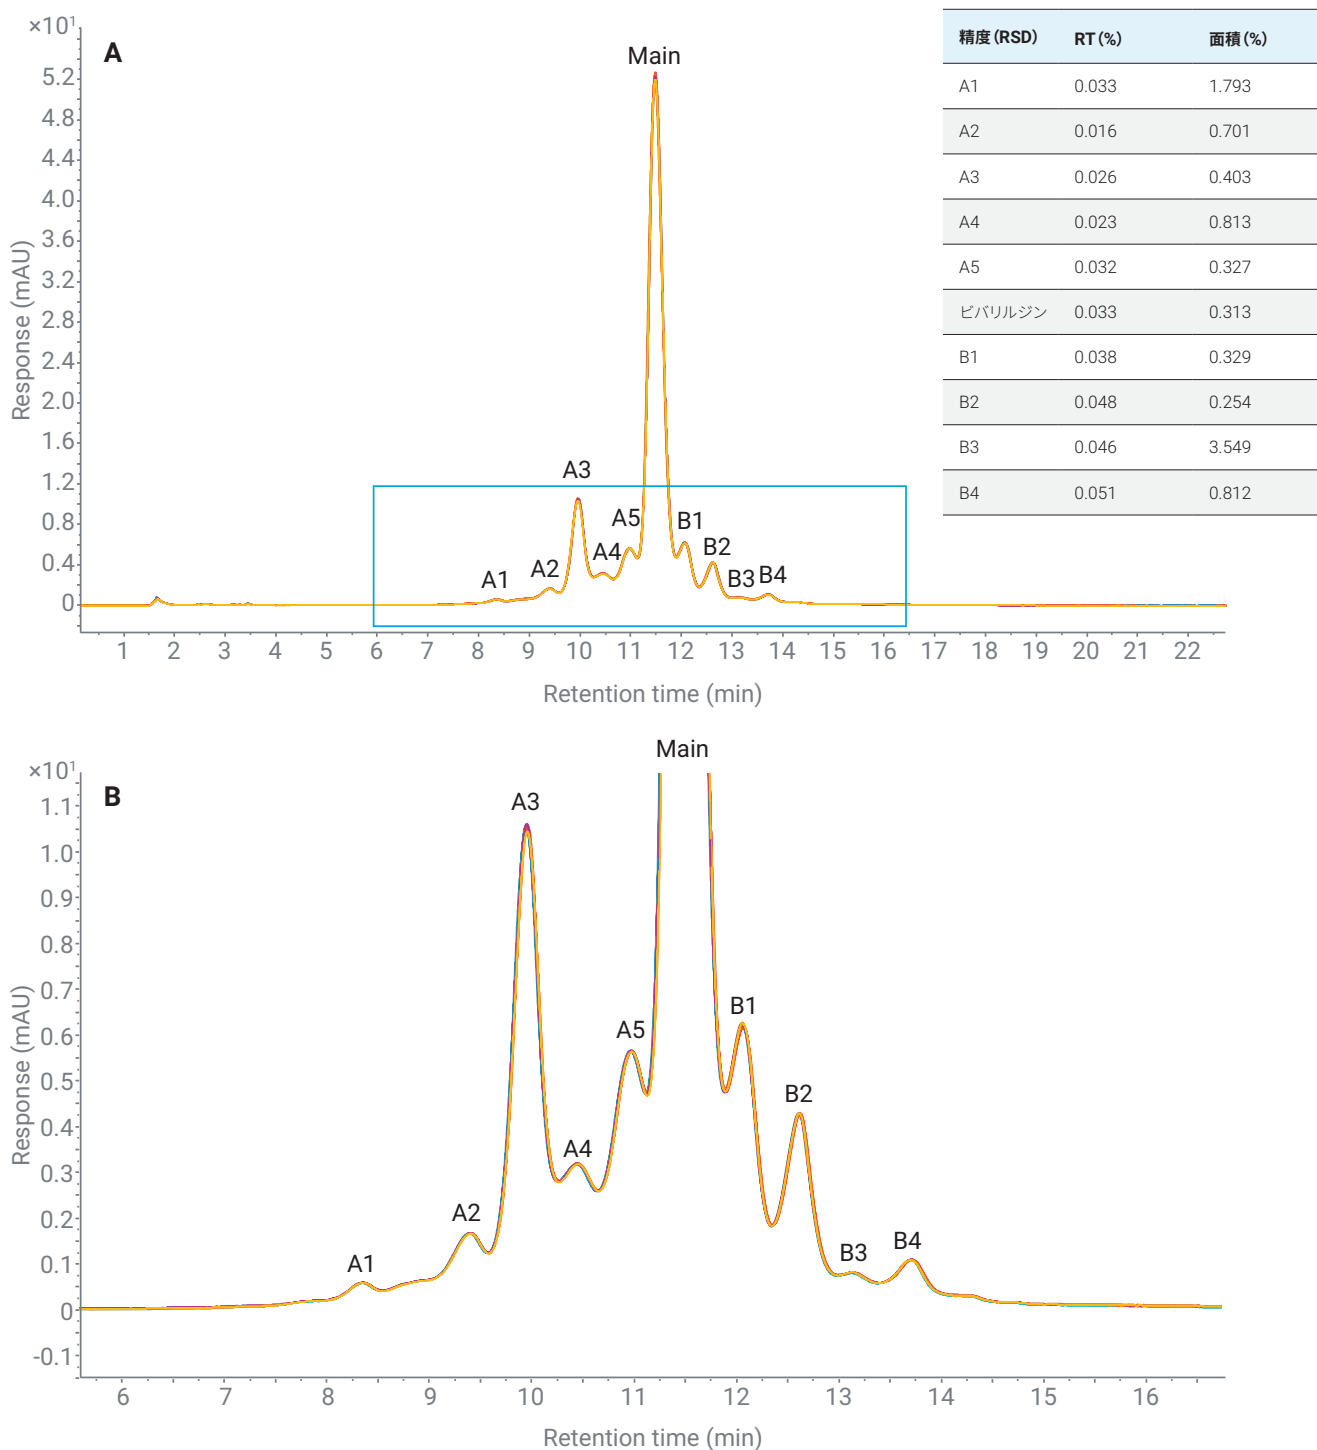 ×10¹
A
Main
5.2
4.8
4.4
4.0
3.6
3.2
2.8
2.4
2.0
1.6
1.2
0.8
0.4
0
Response (mAU)
A1
A2
A3
A4
A5
B1
B2
B3
B4
1 2 3 4 5 6 7 8 9 10 11 12 13 14 15 16 17 18 19 20 21 22
Retention time (min)
精度(RSD) RT(%) 面積(%)
A1 0.033 1.793
A2 0.016 0.701
A3 0.026 0.403
A4 0.023 0.813
A5 0.032 0.327
ビバリルジン 0.033 0.313
B1 0.038 0.329
B2 0.048 0.254
B3 0.046 3.549
B4 0.051 0.812
×10¹
B
Main
1.1
1.0
0.9
0.8
0.7
0.6
0.5
0.4
0.3
0.2
0.1
0
-0.1
Response (mAU)
A1
A2
A3
A4
A5
B1
B2
B3
B4
6 7 8 9 10 11 12 13 14 15 16
Retention time (min)